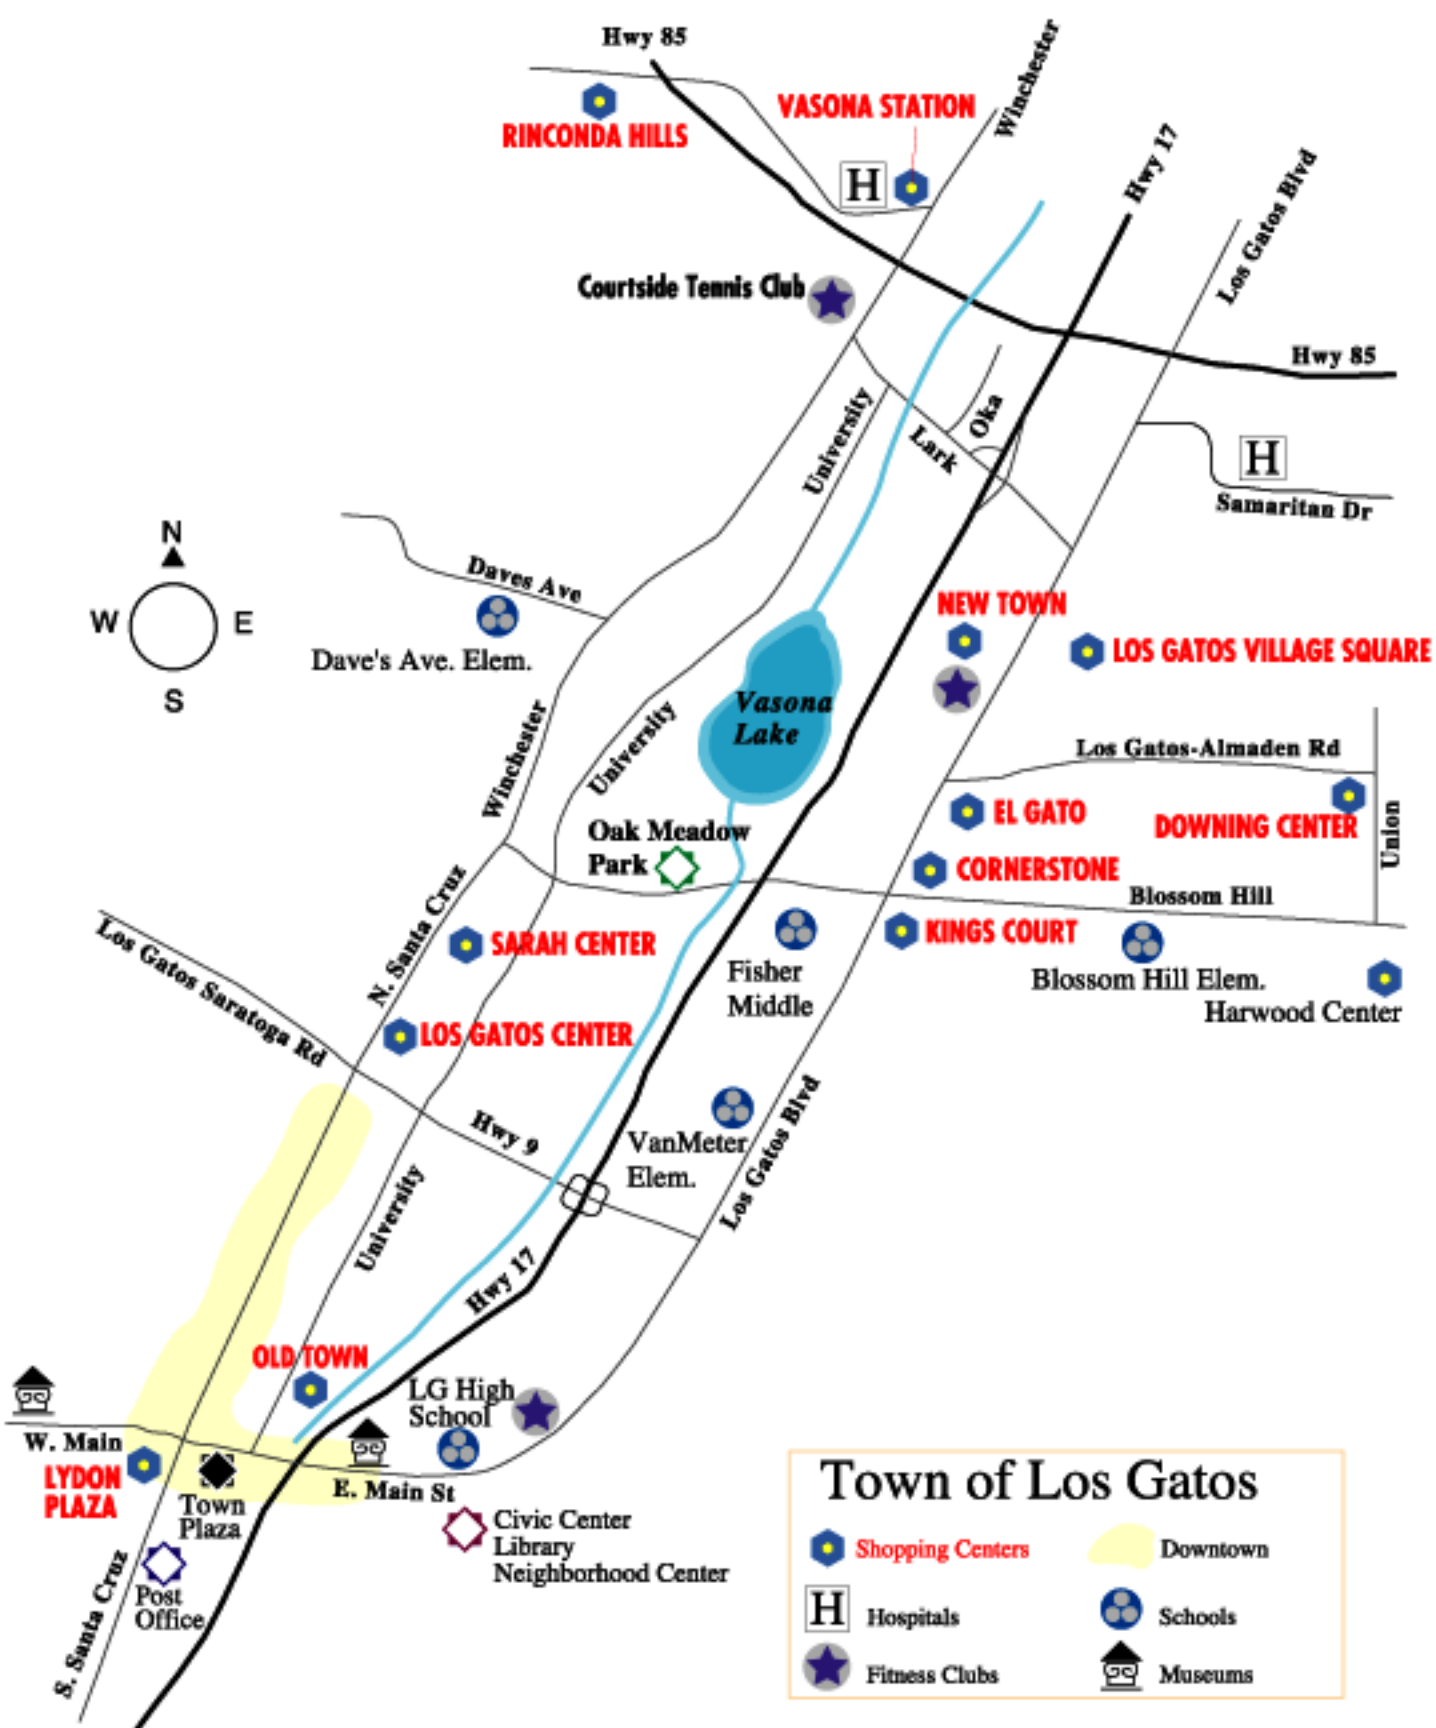 Hwy 85
Winchester
VASONA STATION
RINCONDA HILLS
H
Hwy 17
Los Gatos Blvd
Courtside Tennis Club
Hwy 85
University
Oka
Lark
H
Samaritan Dr
N
W
E
S
Daves Ave
Dave's Ave. Elem.
NEW TOWN
LOS GATOS VILLAGE SQUARE
Vasona
Lake
Winchester
University
Los Gatos-Almaden Rd
EL GATO
DOWNING CENTER
Union
Oak Meadow
Park
CORNERSTONE
Blossom Hill
N. Santa Cruz
SARAH CENTER
KINGS COURT
Fisher
Middle
Blossom Hill Elem.
Harwood Center
Los Gatos Saratoga Rd
LOS GATOS CENTER
Hwy 9
VanMeter
Elem.
Los Gatos Blvd
University
Hwy 17
OLD TOWN
LG High
School
W. Main
LYDON
PLAZA
Town
Plaza
E. Main St
Civic Center
Library
Neighborhood Center
Post
Office
S. Santa Cruz
Town of Los Gatos
Shopping Centers
Downtown
H
Hospitals
Schools
Fitness Clubs
Museums